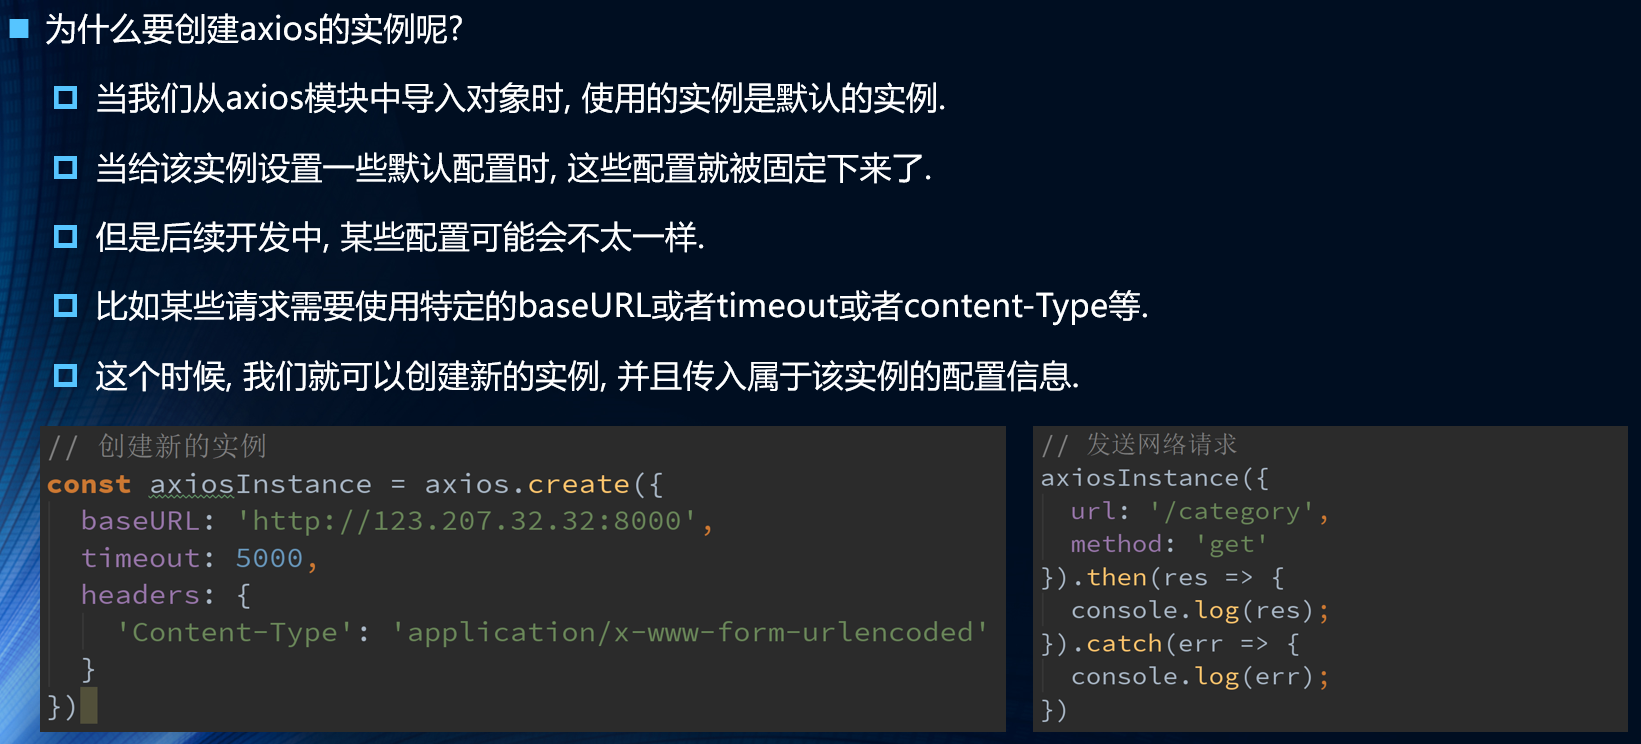 为什么要创建axios的实例呢?
当我们从axios模块中导入对象时, 使用的实例是默认的实例.
当给该实例设置一些默认配置时, 这些配置就被固定下来了.
但是后续开发中, 某些配置可能会不太一样.
比如某些请求需要使用特定的baseURL或者timeout或者content-Type等.
这个时候, 我们就可以创建新的实例, 并且传入属于该实例的配置信息.
// 创建新的实例
const axiosInstance = axios.create({
  baseURL: 'http://123.207.32.32:8000',
  timeout: 5000,
  headers: {
    'Content-Type': 'application/x-www-form-urlencoded'
  }
})
// 发送网络请求
axiosInstance({
  url: '/category',
  method: 'get'
}).then(res => {
  console.log(res);
}).catch(err => {
  console.log(err);
})